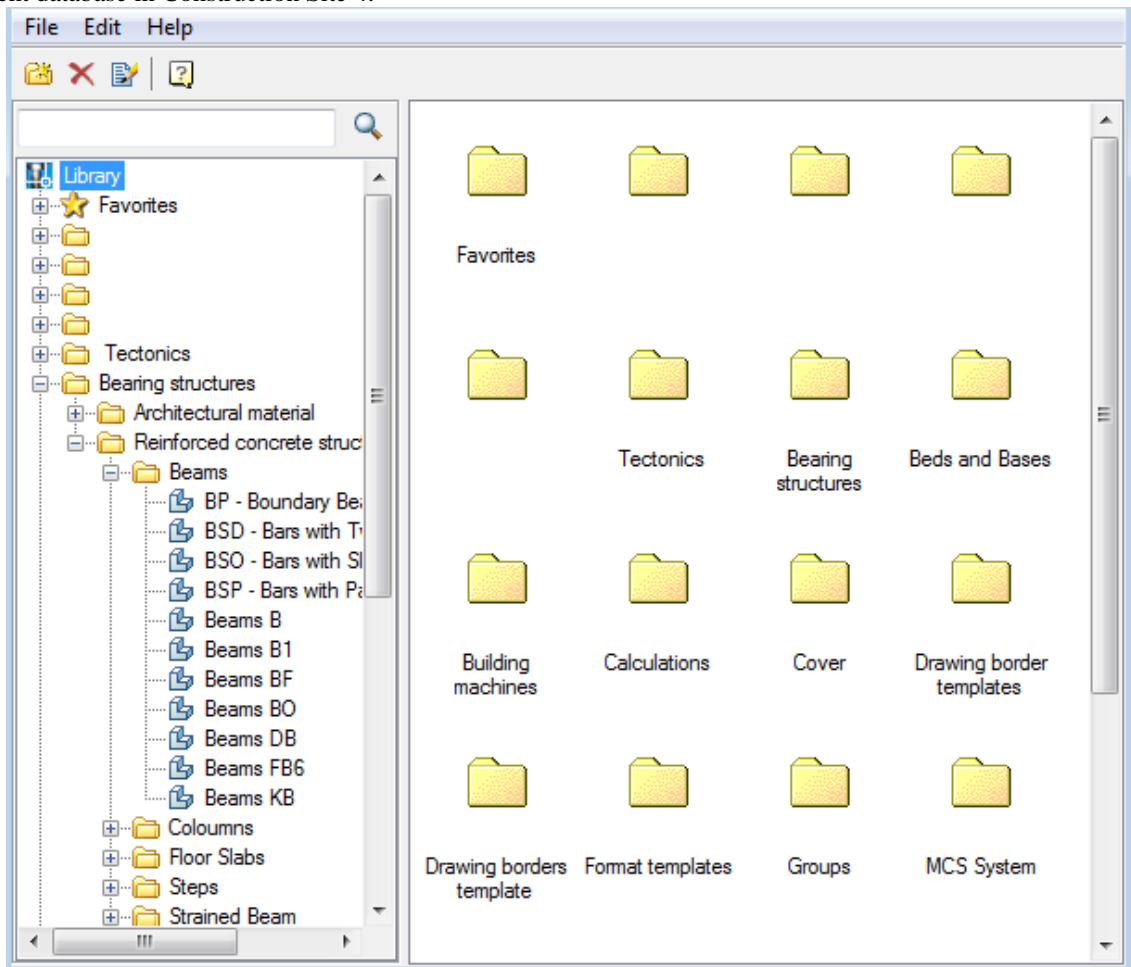 File Edit Help
Library
Favorites
Tectonics
Bearing structures
Architectural material
Reinforced concrete struc
Beams
BP - Boundary Be
BSD - Bars with T
BSO - Bars with Sl
BSP - Bars with Pa
Beams B
Beams B1
Beams BF
Beams BO
Beams DB
Beams FB6
Beams KB
Coloumns
Floor Slabs
Steps
Strained Beam
Favorites
Tectonics
Bearing
structures
Beds and Bases
Building
machines
Calculations
Cover
Drawing border
templates
Drawing borders
template
Format templates
Groups
MCS System